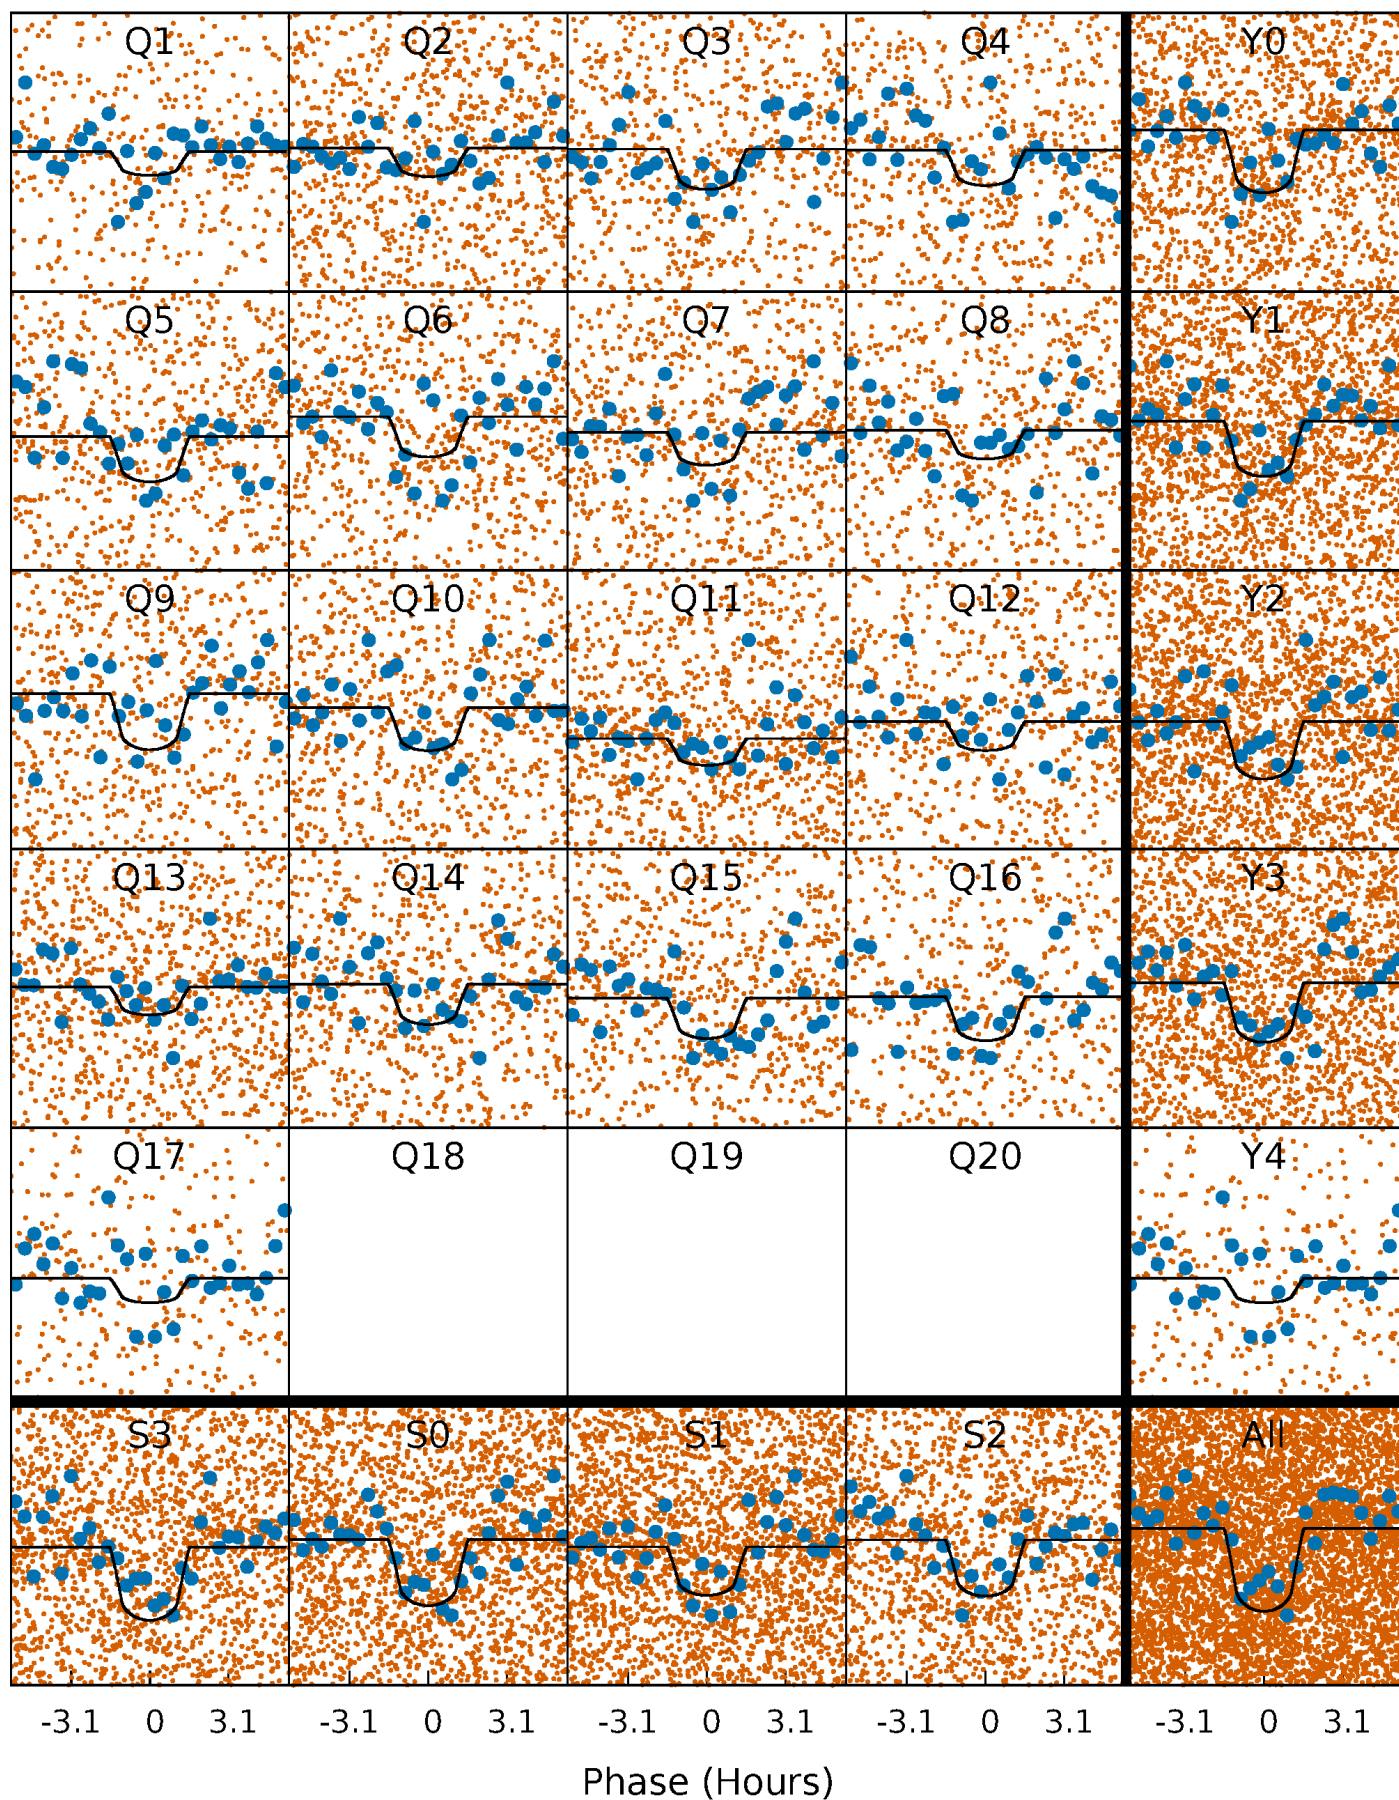 Q1 Q2 Q3 Q4 Y0
Q5 Q6 Q7 Q8 Y1
Q9 Q10 Q11 Q12 Y2
Q13 Q14 Q15 Q16 Y3
Q17 Q18 Q19 Q20 Y4
S3 S0 S1 S2 All
-3.1 0 3.1 -3.1 0 3.1 -3.1 0 3.1 -3.1 0 3.1 -3.1 0 3.1
Phase (Hours)